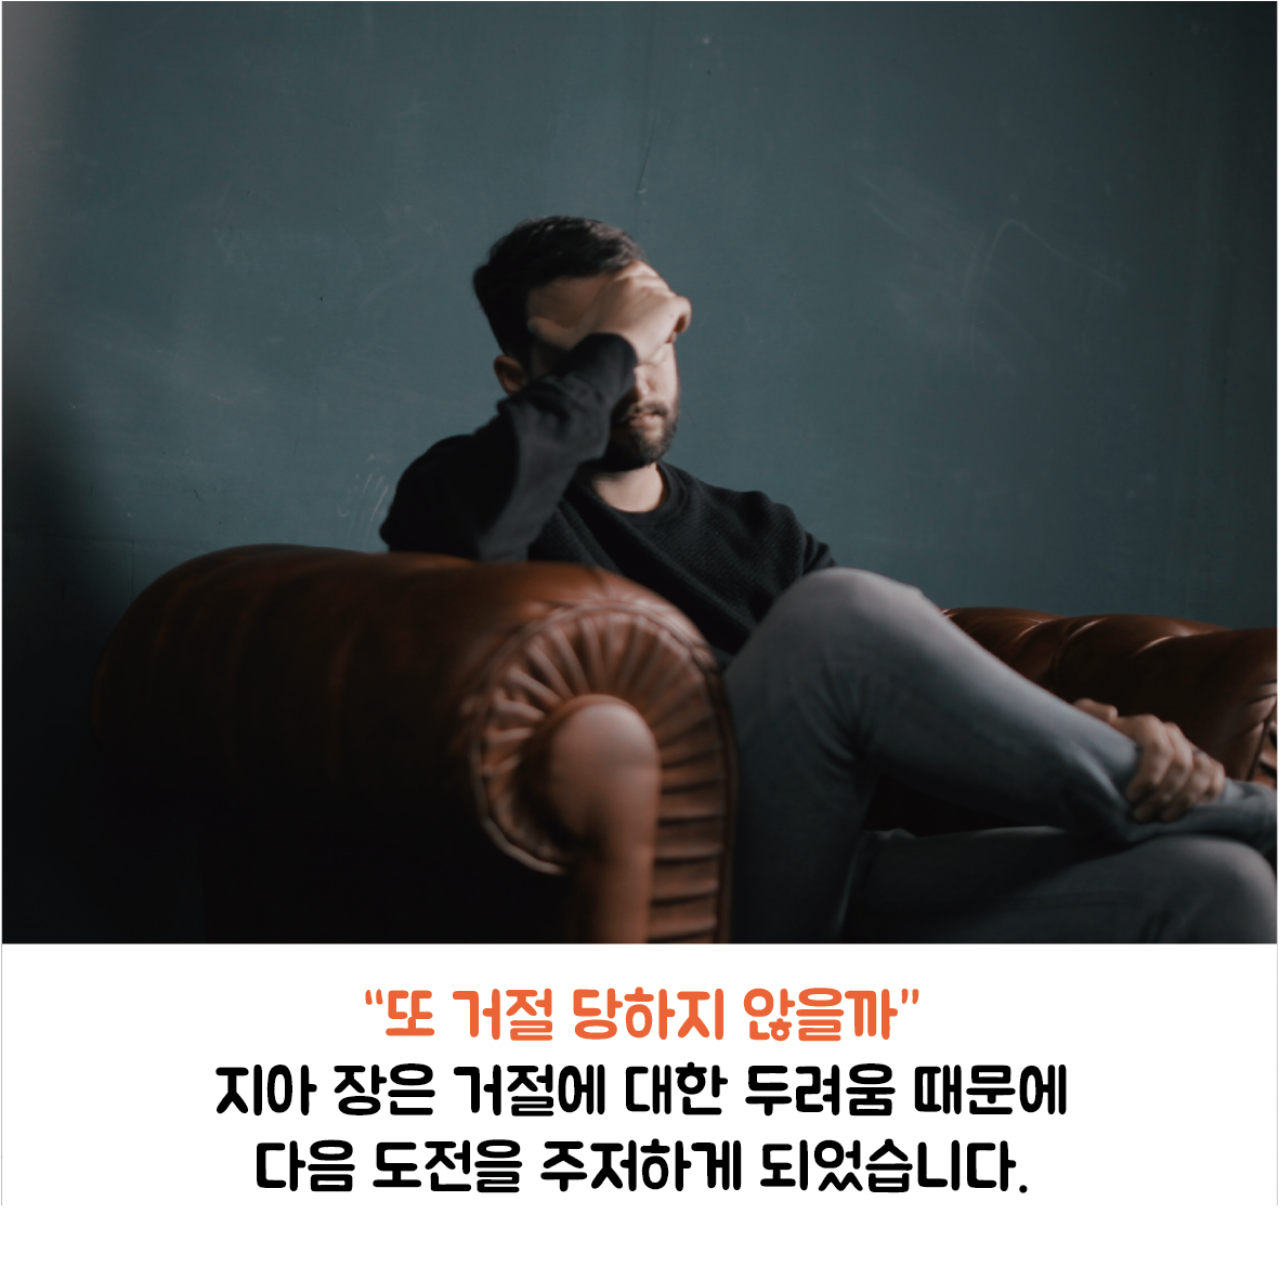 “또 거절 당하지 않을까”
지아 장은 거절에 대한 두려움 때문에
다음 도전을 주저하게 되었습니다.